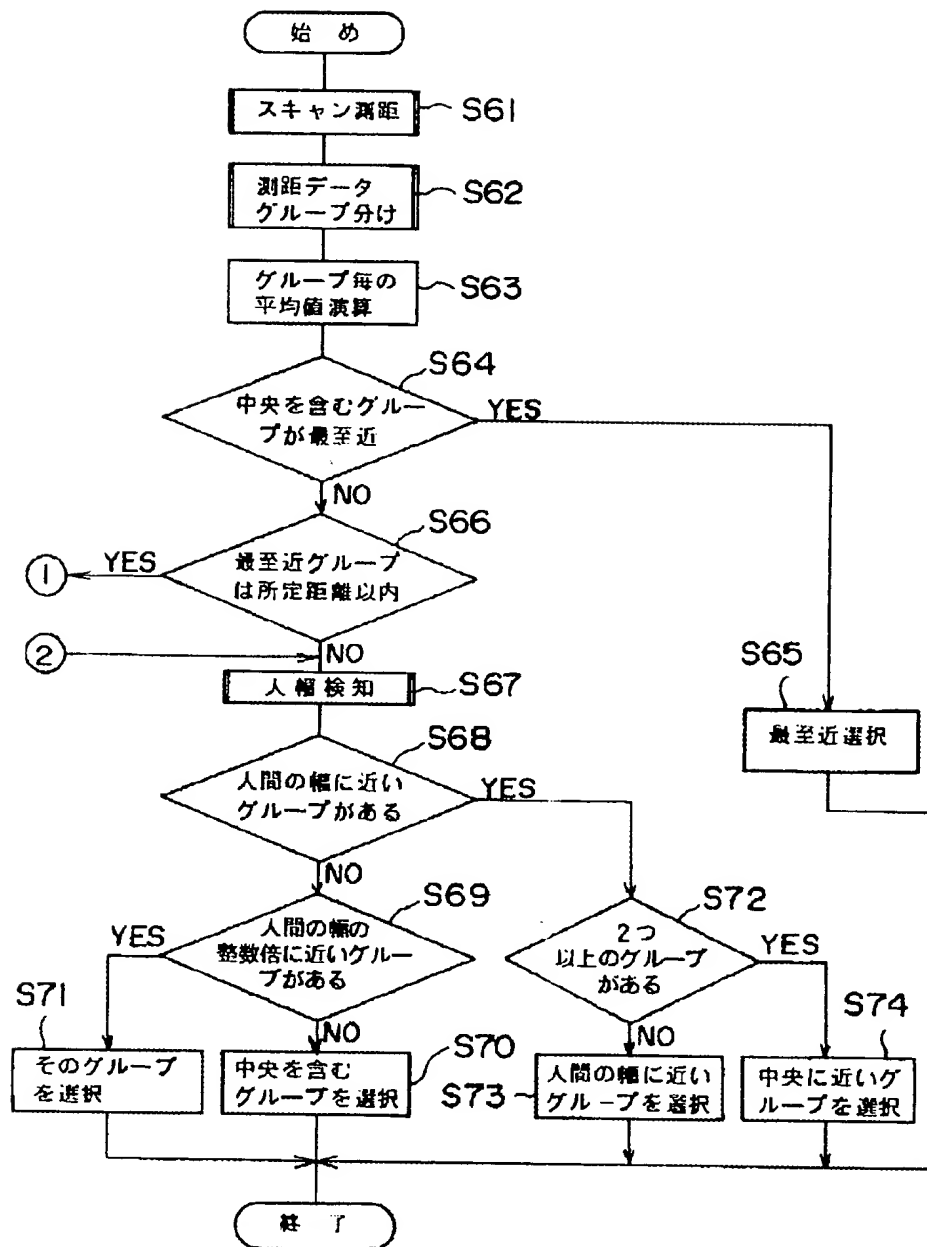 始め
スキャン測距
S61
測距データ
グループ分け
S62
グループ毎の
平均値演算
S63
S64
中央を含むグルー
プが最至近
YES
NO
S66
最至近グループ
は所定距離以内
YES
①
②
NO
S65
人幅検知
S67
最至近選択
S68
人間の幅に近い
グループがある
YES
NO
S69
S72
人間の幅の
整数倍に近いグルー
プがある
YES
2つ
以上のグループ
がある
YES
S71
NO
S70
NO
S74
そのグループ
を選択
中央を含む
グループを選択
S73
人間の幅に近い
グループを選択
中央に近いグ
ループを選択
終了